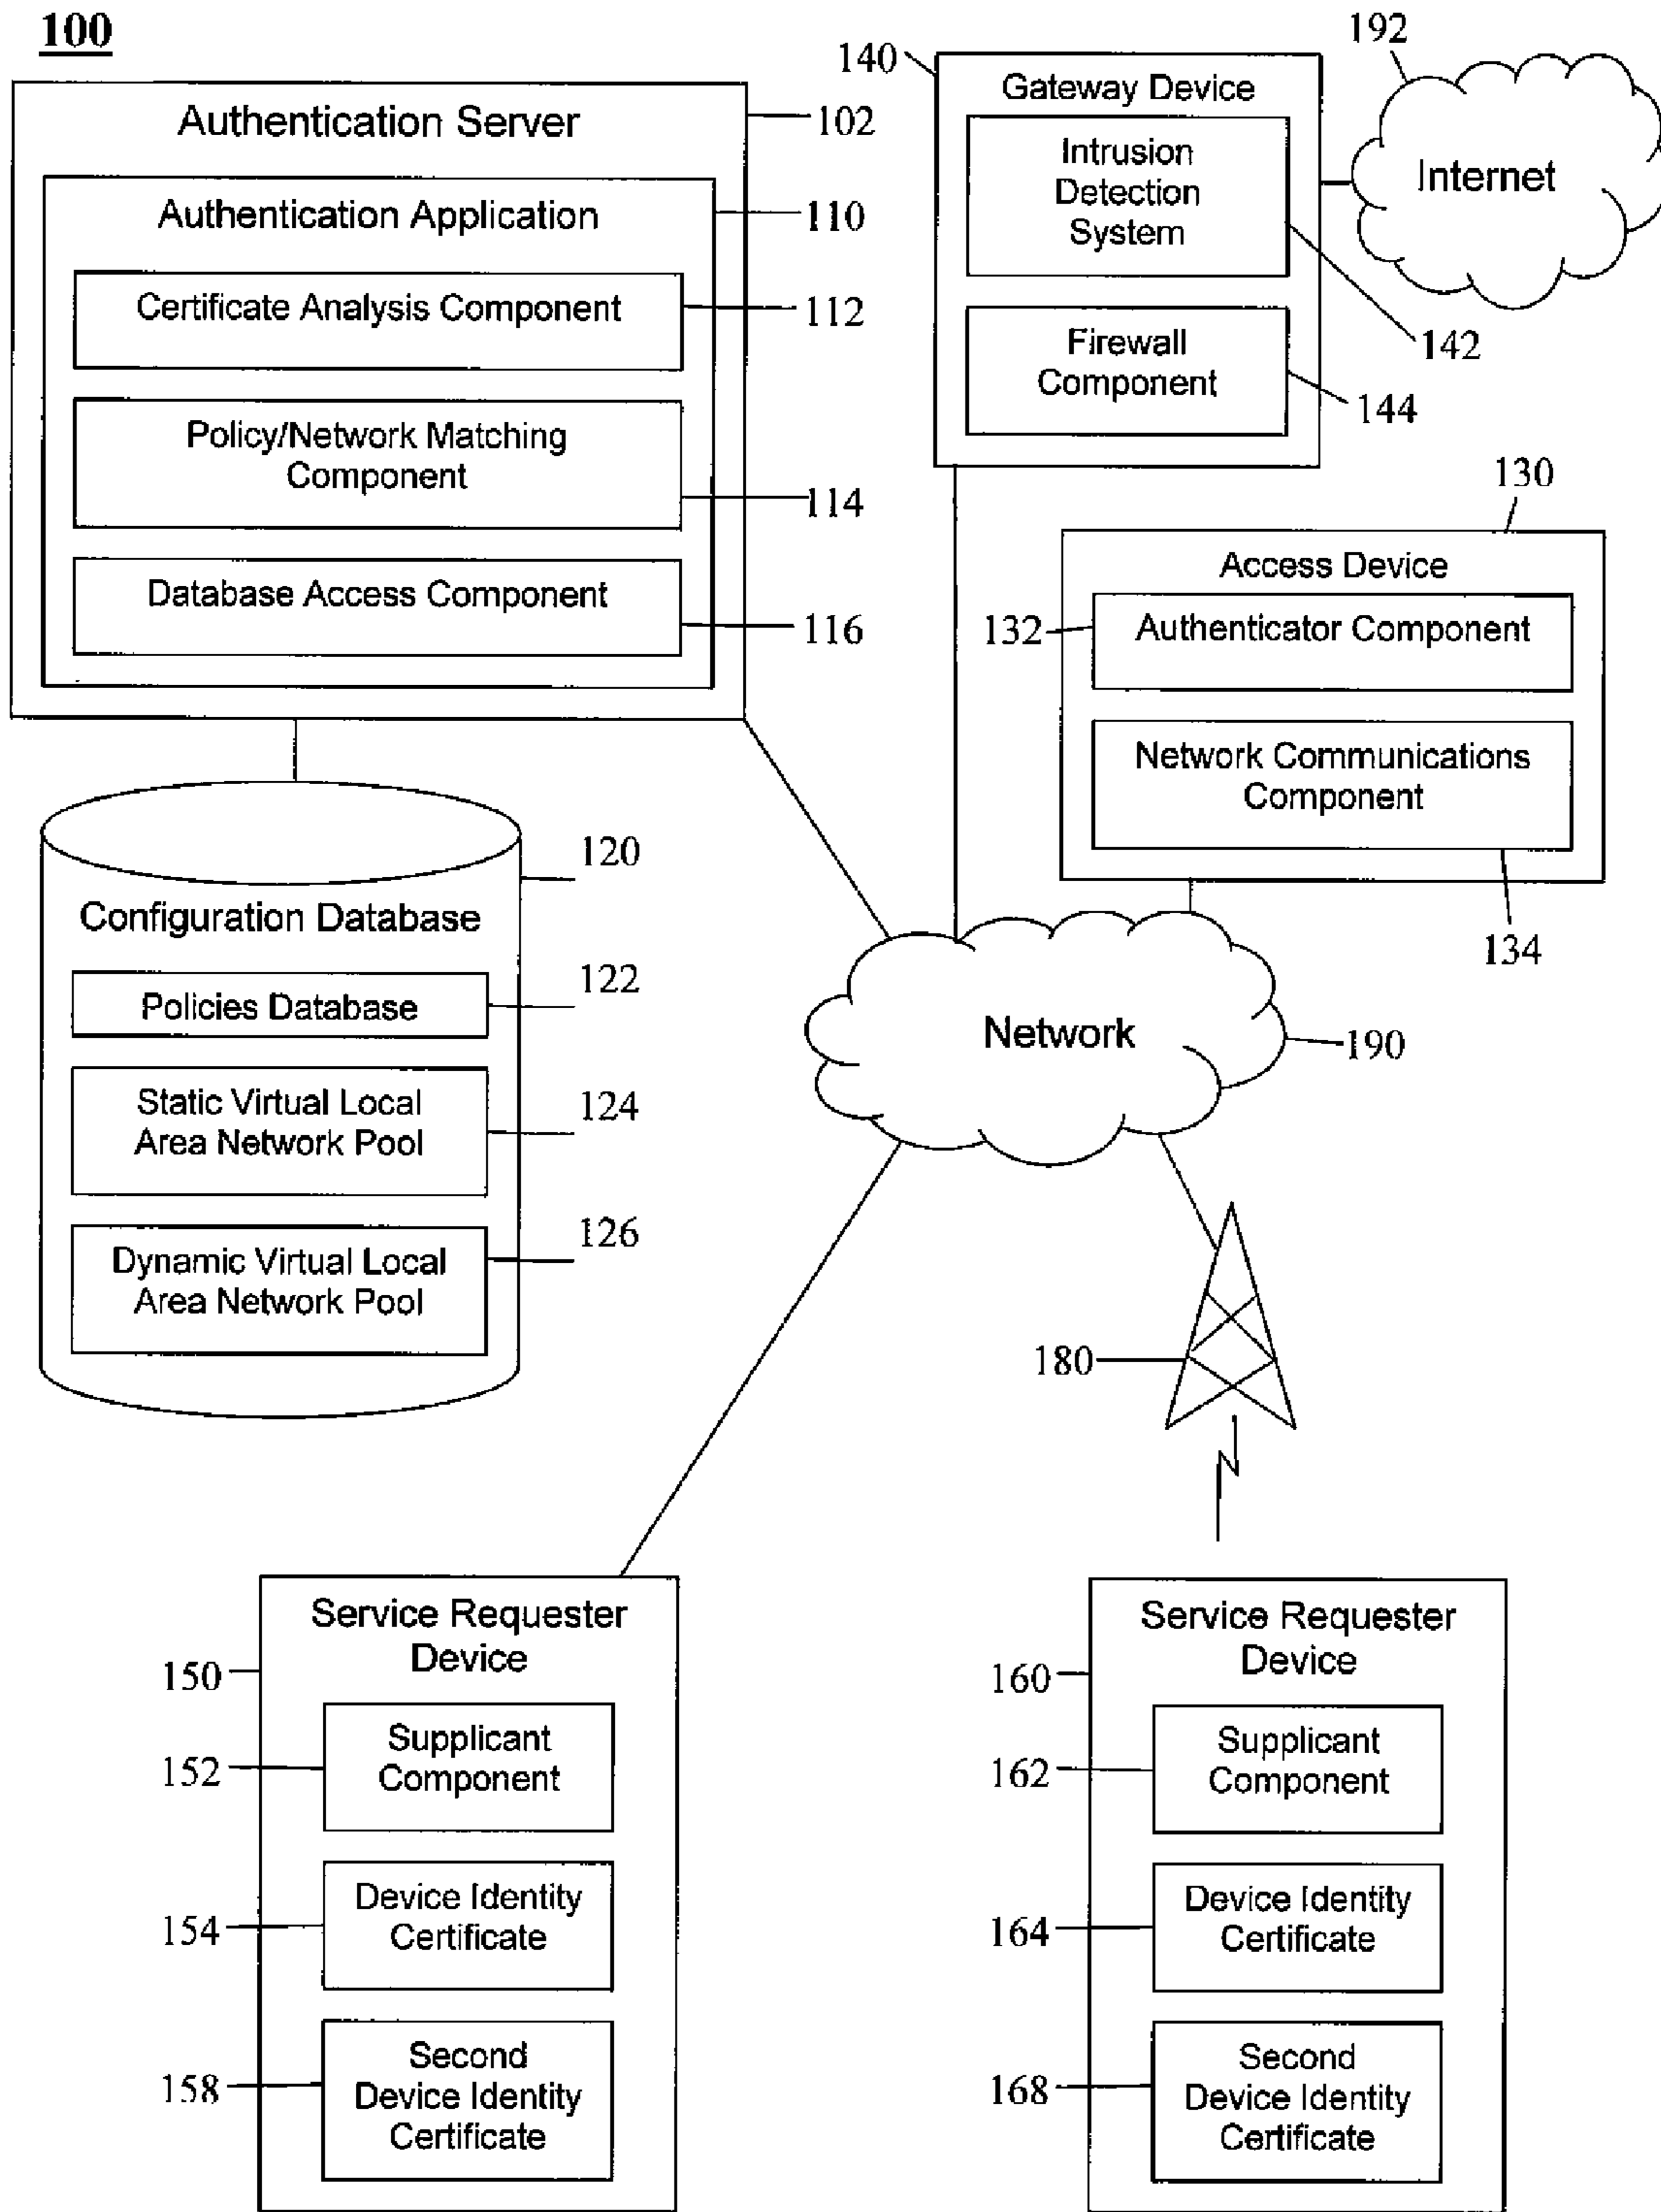 100
Authentication Server
102
Authentication Application
110
Certificate Analysis Component
112
Policy/Network Matching
Component
114
Database Access Component
116
140
Gateway Device
Intrusion
Detection
System
142
Firewall
Component
144
192
Internet
130
Access Device
132
Authenticator Component
Network Communications
Component
134
120
Configuration Database
122
Policies Database
Static Virtual Local
Area Network Pool
124
Dynamic Virtual Local
Area Network Pool
126
Network
190
180
Service Requester
Device
150
Supplicant
Component
152
Device Identity
Certificate
154
Second
Device Identity
Certificate
158
Service Requester
Device
160
Supplicant
Component
162
Device Identity
Certificate
164
Second
Device Identity
Certificate
168